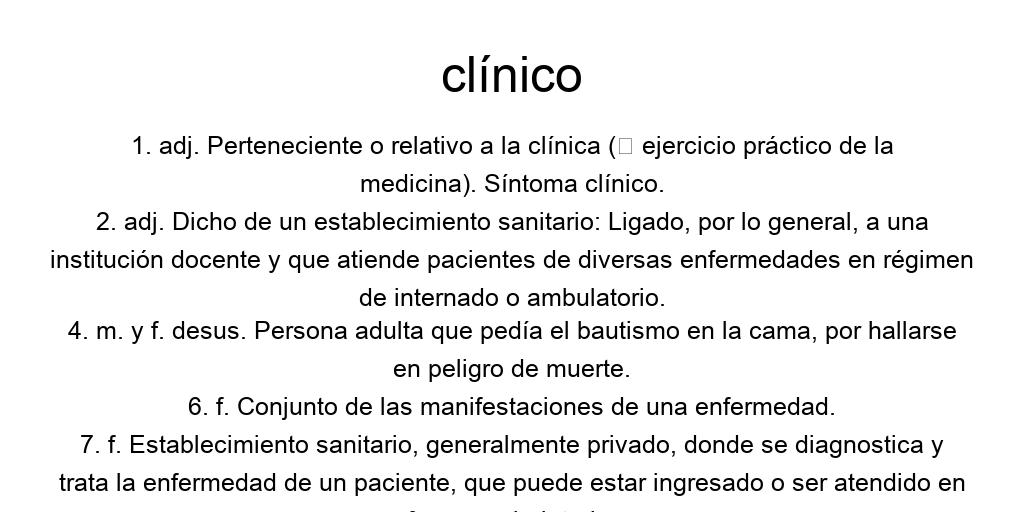 clínico
1. adj. Perteneciente o relativo a la clínica (□ ejercicio práctico de la
medicina). Síntoma clínico.
2. adj. Dicho de un establecimiento sanitario: Ligado, por lo general, a una
institución docente y que atiende pacientes de diversas enfermedades en régimen
de internado o ambulatorio.
4. m. y f. desus. Persona adulta que pedía el bautismo en la cama, por hallarse
en peligro de muerte.
6. f. Conjunto de las manifestaciones de una enfermedad.
7. f. Establecimiento sanitario, generalmente privado, donde se diagnostica y
trata la enfermedad de un paciente, que puede estar ingresado o ser atendido en